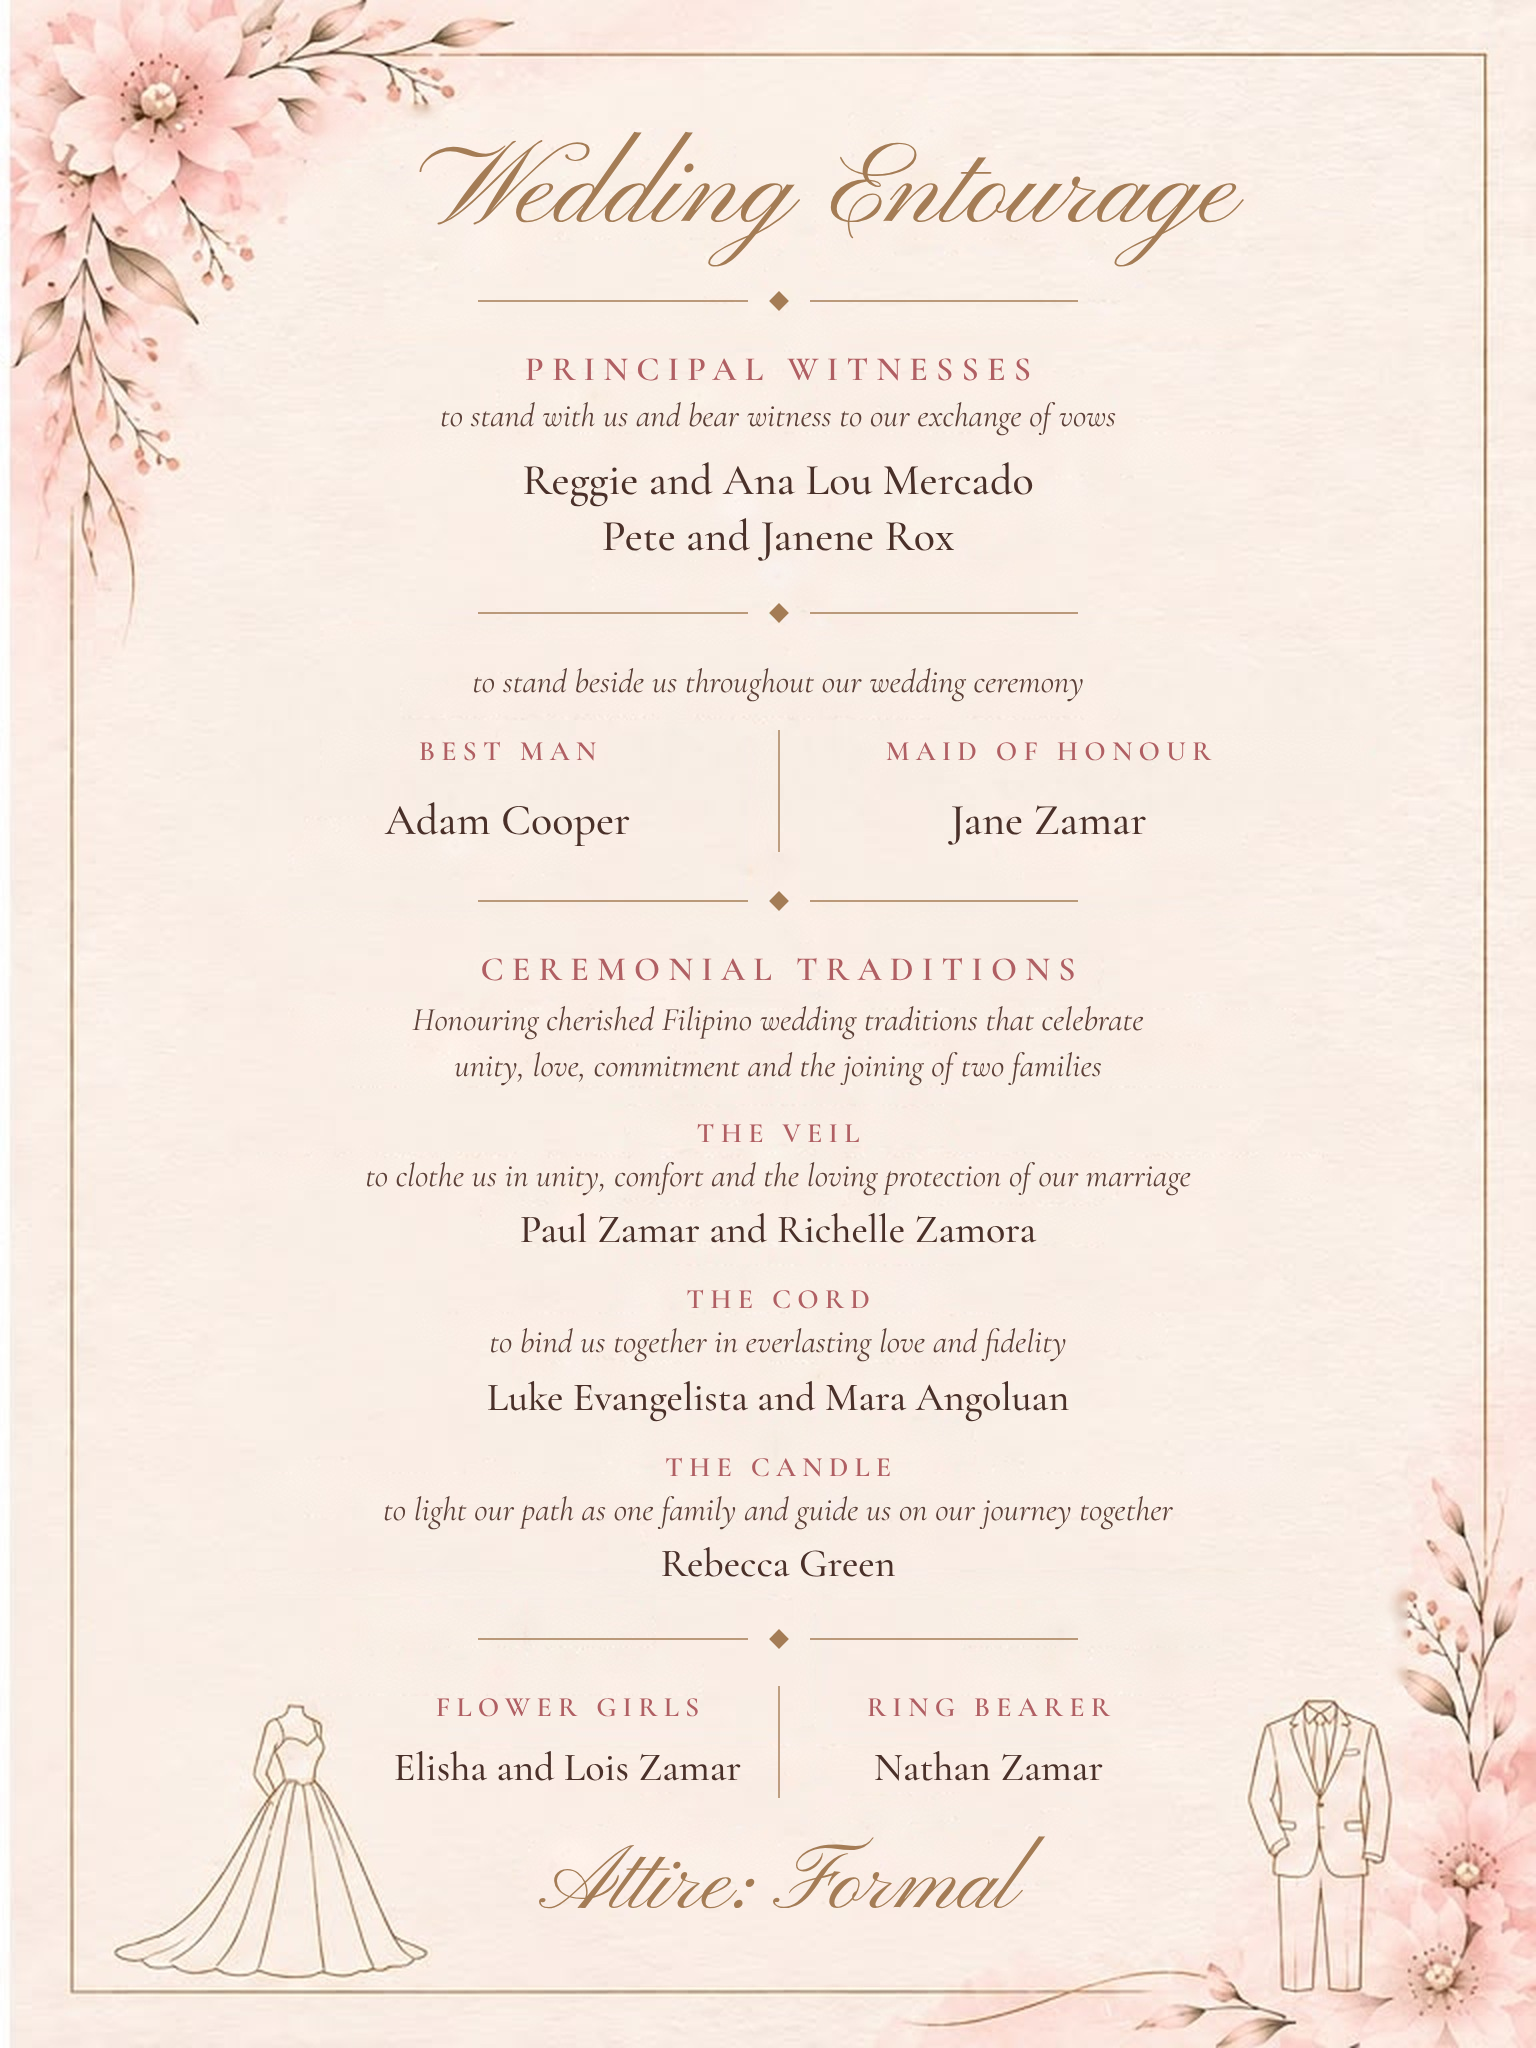 Wedding Entourage
PRINCIPAL WITNESSES
to stand with us and bear witness to our exchange of vows
Reggie and Ana Lou Mercado
Pete and Janene Rox
to stand beside us throughout our wedding ceremony
BEST MAN
Adam Cooper
MAID OF HONOUR
Jane Zamar
CEREMONIAL TRADITIONS
Honouring cherished Filipino wedding traditions that celebrate
unity, love, commitment and the joining of two families
THE VEIL
to clothe us in unity, comfort and the loving protection of our marriage
Paul Zamar and Richelle Zamora
THE CORD
to bind us together in everlasting love and fidelity
Luke Evangelista and Mara Angoluan
THE CANDLE
to light our path as one family and guide us on our journey together
Rebecca Green
FLOWER GIRLS
Elisha and Lois Zamar
RING BEARER
Nathan Zamar
Attire: Formal